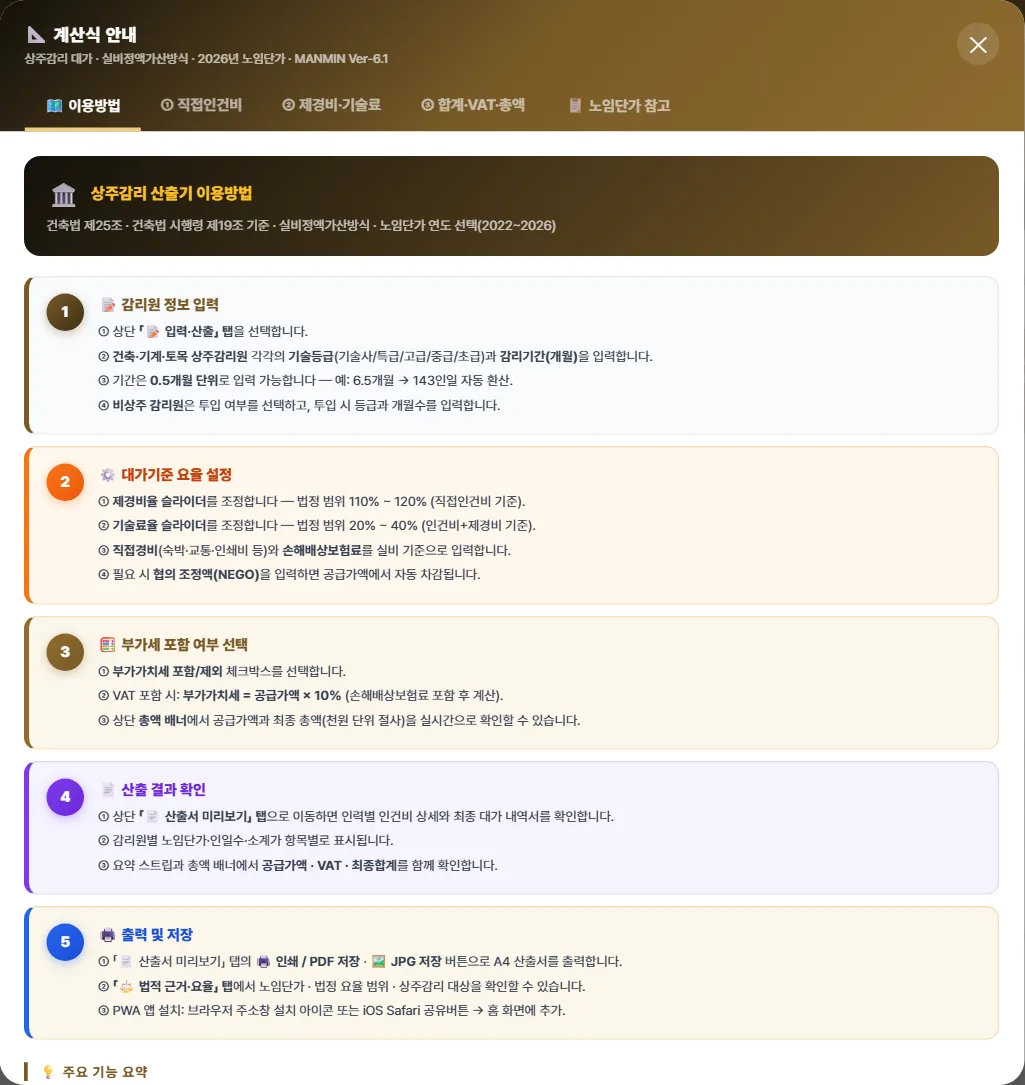 📐 계산식 안내
상주감리 대가 · 실비정액가산방식 · 2026년 노임단가 · MANMIN Ver-6.1
🗺️ 이용방법 ① 직접인건비 ② 제경비·기술료 ③ 합계·VAT·총액 📋 노임단가 참고
🏛️ 상주감리 산출기 이용방법
건축법 제25조 · 건축법 시행령 제19조 기준 · 실비정액가산방식 · 노임단가 연도 선택(2022~2026)
1 📝 감리원 정보 입력
① 상단 「📝 입력·산출」 탭을 선택합니다.
② 건축·기계·토목 상주감리원 각각의 기술등급(기술사/특급/고급/중급/초급)과 감리기간(개월)을 입력합니다.
③ 기간은 0.5개월 단위로 입력 가능합니다 — 예: 6.5개월 → 143인일 자동 환산.
④ 비상주 감리원은 투입 여부를 선택하고, 투입 시 등급과 개월수를 입력합니다.
2 ⚙️ 대가기준 요율 설정
① 제경비율 슬라이더를 조정합니다 — 법정 범위 110% ~ 120% (직접인건비 기준).
② 기술료율 슬라이더를 조정합니다 — 법정 범위 20% ~ 40% (인건비+제경비 기준).
③ 직접경비(숙박·교통·인쇄비 등)와 손해배상보험료를 실비 기준으로 입력합니다.
④ 필요 시 협의 조정액(NEGO)을 입력하면 공급가액에서 자동 차감됩니다.
3 🧮 부가세 포함 여부 선택
① 부가가치세 포함/제외 체크박스를 선택합니다.
② VAT 포함 시: 부가가치세 = 공급가액 × 10% (손해배상보험료 포함 후 계산).
③ 상단 총액 배너에서 공급가액과 최종 총액(천원 단위 절사)을 실시간으로 확인할 수 있습니다.
4 📄 산출 결과 확인
① 상단 「📄 산출서 미리보기」 탭으로 이동하면 인력별 인건비 상세와 최종 대가 내역서를 확인합니다.
② 감리원별 노임단가·인일수·소계가 항목별로 표시됩니다.
③ 요약 스트립과 총액 배너에서 공급가액 · VAT · 최종합계를 함께 확인합니다.
5 🖨️ 출력 및 저장
① 「📄 산출서 미리보기」 탭의 🖨️ 인쇄 / PDF 저장 · 🖼️ JPG 저장 버튼으로 A4 산출서를 출력합니다.
② 「⚖️ 법적 근거·요율」 탭에서 노임단가 · 법정 요율 범위 · 상주감리 대상을 확인할 수 있습니다.
③ PWA 앱 설치: 브라우저 주소창 설치 아이콘 또는 iOS Safari 공유버튼 → 홈 화면에 추가.
💡 주요 기능 요약